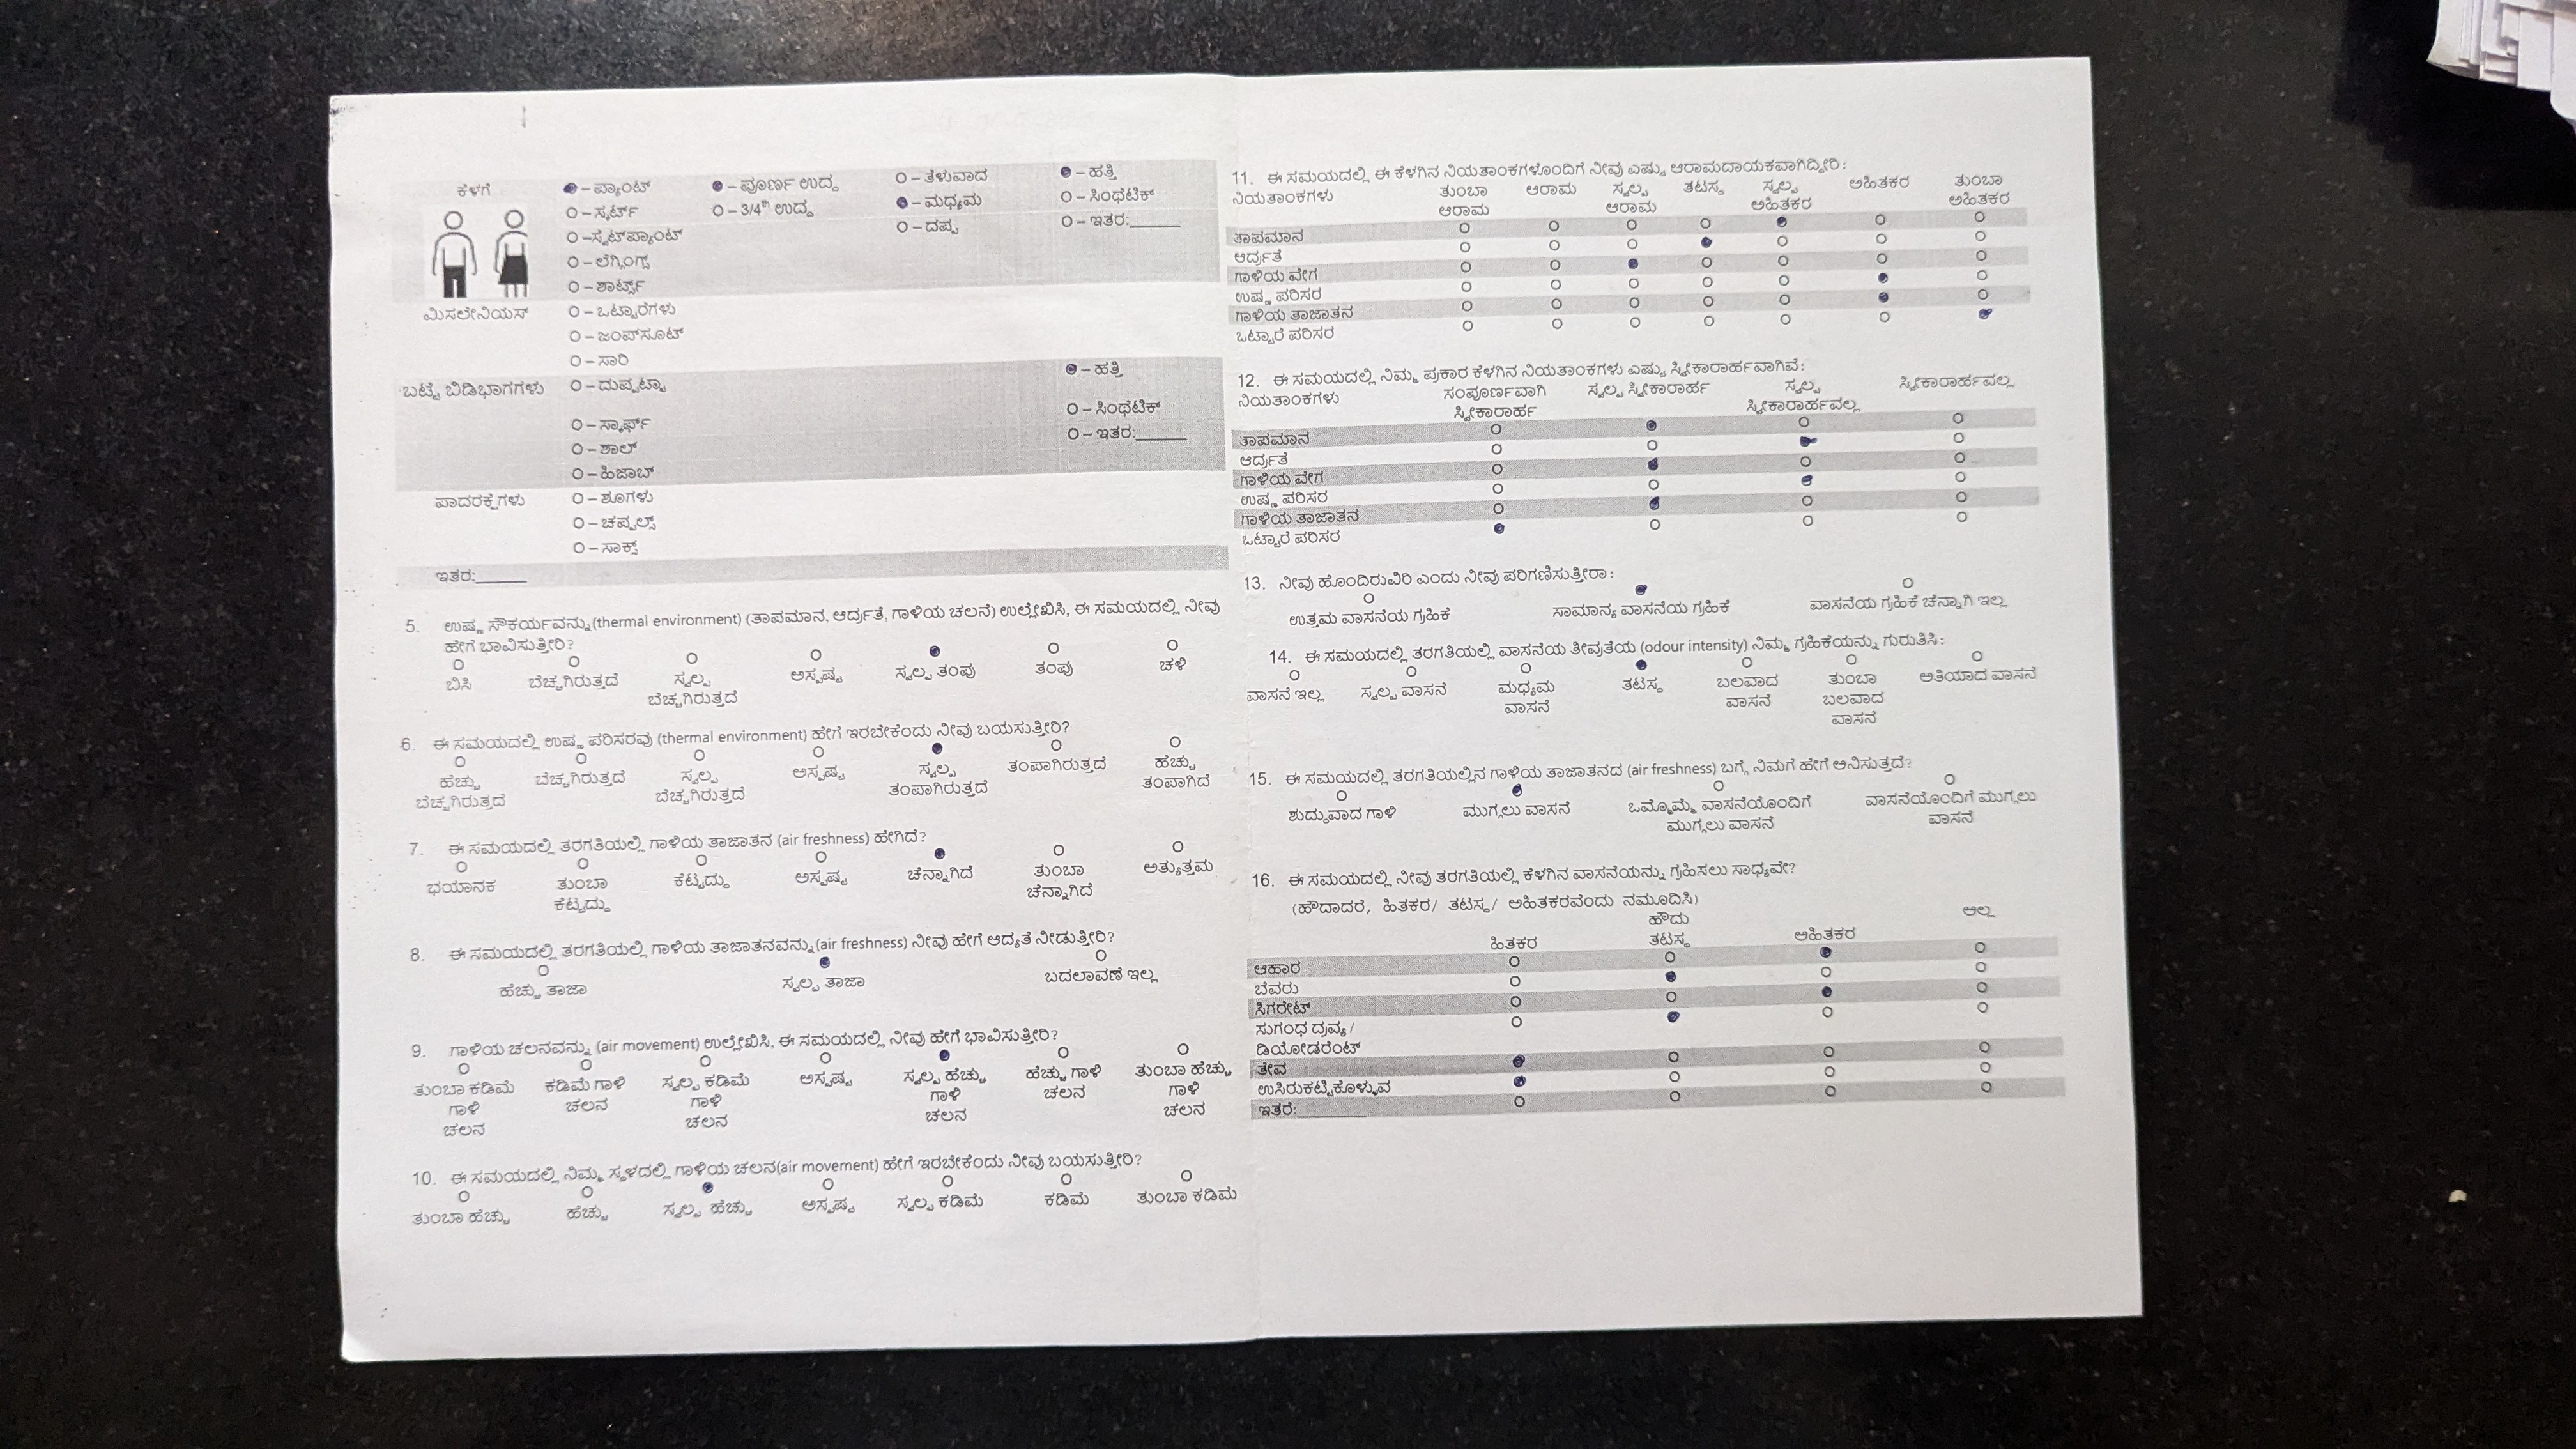 ಕೆಳಗೆ
– ಪ್ಯಾಂಟ್ – ಪೂರ್ಣ ಉದ್ದ – ತೆಳುವಾದ – ಹತ್ತಿ
– ಸ್ಕರ್ಟ್ – 3/4th ಉದ್ದ – ಮಧ್ಯಮ – ಸಿಂಥೆಟಿಕ್
–ಸ್ವೆಟ್‌ಪ್ಯಾಂಟ್ – ದಪ್ಪ – ಇತರ:______
– ಲೆಗ್ಗಿಂಗ್ಸ್
– ಶಾರ್ಟ್ಸ್
ಮಿಸಲೇನಿಯಸ್ – ಒಟ್ಟಾರೆಗಳು
– ಜಂಪ್‌ಸೂಟ್
– ಸಾರಿ
ಬಟ್ಟೆ ಬಿಡಿಭಾಗಗಳು – ದುಪ್ಪಟ್ಟಾ – ಹತ್ತಿ
– ಸ್ಕಾರ್ಫ್ – ಸಿಂಥೆಟಿಕ್
– ಶಾಲ್ – ಇತರ:______
– ಹಿಜಾಬ್
ಪಾದರಕ್ಷೆಗಳು – ಶೂಗಳು
– ಚಪ್ಪಲ್ಸ್
– ಸಾಕ್ಸ್
ಇತರ:______
5. ಉಷ್ಣ ಸೌಕರ್ಯವನ್ನು(thermal environment) (ತಾಪಮಾನ, ಆರ್ದ್ರತೆ, ಗಾಳಿಯ ಚಲನೆ) ಉಲ್ಲೇಖಿಸಿ, ಈ ಸಮಯದಲ್ಲಿ ನೀವು
ಹೇಗೆ ಭಾವಿಸುತ್ತೀರಿ?
ಬಿಸಿ ಬೆಚ್ಚಗಿರುತ್ತದೆ ಸ್ವಲ್ಪ ಅಸ್ಪಷ್ಟ ಸ್ವಲ್ಪ ತಂಪು ತಂಪು ಚಳಿ
ಬೆಚ್ಚಗಿರುತ್ತದೆ
6. ಈ ಸಮಯದಲ್ಲಿ ಉಷ್ಣ ಪರಿಸರವು (thermal environment) ಹೇಗೆ ಇರಬೇಕೆಂದು ನೀವು ಬಯಸುತ್ತೀರಿ?
ಹೆಚ್ಚು ಬೆಚ್ಚಗಿರುತ್ತದೆ ಸ್ವಲ್ಪ ಅಸ್ಪಷ್ಟ ಸ್ವಲ್ಪ ತಂಪಾಗಿರುತ್ತದೆ ಹೆಚ್ಚು
ಬೆಚ್ಚಗಿರುತ್ತದೆ ಬೆಚ್ಚಗಿರುತ್ತದೆ ತಂಪಾಗಿರುತ್ತದೆ ತಂಪಾಗಿದೆ
7. ಈ ಸಮಯದಲ್ಲಿ ತರಗತಿಯಲ್ಲಿ ಗಾಳಿಯ ತಾಜಾತನ (air freshness) ಹೇಗಿದೆ?
ಭಯಾನಕ ತುಂಬಾ ಕೆಟ್ಟದ್ದು ಅಸ್ಪಷ್ಟ ಚೆನ್ನಾಗಿದೆ ತುಂಬಾ ಅತ್ಯುತ್ತಮ
ಕೆಟ್ಟದ್ದು ಚೆನ್ನಾಗಿದೆ
8. ಈ ಸಮಯದಲ್ಲಿ ತರಗತಿಯಲ್ಲಿ ಗಾಳಿಯ ತಾಜಾತನವನ್ನು(air freshness) ನೀವು ಹೇಗೆ ಆದ್ಯತೆ ನೀಡುತ್ತೀರಿ?
ಹೆಚ್ಚು ತಾಜಾ ಸ್ವಲ್ಪ ತಾಜಾ ಬದಲಾವಣೆ ಇಲ್ಲ
9. ಗಾಳಿಯ ಚಲನವನ್ನು (air movement) ಉಲ್ಲೇಖಿಸಿ, ಈ ಸಮಯದಲ್ಲಿ ನೀವು ಹೇಗೆ ಭಾವಿಸುತ್ತೀರಿ?
ತುಂಬಾ ಕಡಿಮೆ ಕಡಿಮೆ ಗಾಳಿ ಸ್ವಲ್ಪ ಕಡಿಮೆ ಅಸ್ಪಷ್ಟ ಸ್ವಲ್ಪ ಹೆಚ್ಚು ಹೆಚ್ಚು ಗಾಳಿ ತುಂಬಾ ಹೆಚ್ಚು
ಗಾಳಿ ಚಲನ ಗಾಳಿ ಗಾಳಿ ಚಲನ ಗಾಳಿ
ಚಲನ ಚಲನ ಚಲನ ಚಲನ
10. ಈ ಸಮಯದಲ್ಲಿ ನಿಮ್ಮ ಸ್ಥಳದಲ್ಲಿ ಗಾಳಿಯ ಚಲನ(air movement) ಹೇಗೆ ಇರಬೇಕೆಂದು ನೀವು ಬಯಸುತ್ತೀರಿ?
ತುಂಬಾ ಹೆಚ್ಚು ಹೆಚ್ಚು ಸ್ವಲ್ಪ ಹೆಚ್ಚು ಅಸ್ಪಷ್ಟ ಸ್ವಲ್ಪ ಕಡಿಮೆ ಕಡಿಮೆ ತುಂಬಾ ಕಡಿಮೆ
11. ಈ ಸಮಯದಲ್ಲಿ ಈ ಕೆಳಗಿನ ನಿಯತಾಂಕಗಳೊಂದಿಗೆ ನೀವು ಎಷ್ಟು ಆರಾಮದಾಯಕವಾಗಿದ್ದೀರಿ:
ನಿಯತಾಂಕಗಳು ತುಂಬಾ ಆರಾಮ ಸ್ವಲ್ಪ ತಟಸ್ಥ ಸ್ವಲ್ಪ ಅಹಿತಕರ ತುಂಬಾ
ಆರಾಮ ಆರಾಮ ಅಹಿತಕರ ಅಹಿತಕರ
ತಾಪಮಾನ
ಆರ್ದ್ರತೆ
ಗಾಳಿಯ ವೇಗ
ಉಷ್ಣ ಪರಿಸರ
ಗಾಳಿಯ ತಾಜಾತನ
ಒಟ್ಟಾರೆ ಪರಿಸರ
12. ಈ ಸಮಯದಲ್ಲಿ ನಿಮ್ಮ ಪ್ರಕಾರ ಕೆಳಗಿನ ನಿಯತಾಂಕಗಳು ಎಷ್ಟು ಸ್ವೀಕಾರಾರ್ಹವಾಗಿವೆ:
ನಿಯತಾಂಕಗಳು ಸಂಪೂರ್ಣವಾಗಿ ಸ್ವಲ್ಪ ಸ್ವೀಕಾರಾರ್ಹ ಸ್ವಲ್ಪ ಸ್ವೀಕಾರಾರ್ಹವಲ್ಲ
ಸ್ವೀಕಾರಾರ್ಹ ಸ್ವೀಕಾರಾರ್ಹವಲ್ಲ
ತಾಪಮಾನ
ಆರ್ದ್ರತೆ
ಗಾಳಿಯ ವೇಗ
ಉಷ್ಣ ಪರಿಸರ
ಗಾಳಿಯ ತಾಜಾತನ
ಒಟ್ಟಾರೆ ಪರಿಸರ
13. ನೀವು ಹೊಂದಿರುವಿರಿ ಎಂದು ನೀವು ಪರಿಗಣಿಸುತ್ತೀರಾ:
ಉತ್ತಮ ವಾಸನೆಯ ಗ್ರಹಿಕೆ ಸಾಮಾನ್ಯ ವಾಸನೆಯ ಗ್ರಹಿಕೆ ವಾಸನೆಯ ಗ್ರಹಿಕೆ ಚೆನ್ನಾಗಿ ಇಲ್ಲ
14. ಈ ಸಮಯದಲ್ಲಿ ತರಗತಿಯಲ್ಲಿ ವಾಸನೆಯ ತೀವ್ರತೆಯ (odour intensity) ನಿಮ್ಮ ಗ್ರಹಿಕೆಯನ್ನು ಗುರುತಿಸಿ:
ವಾಸನೆ ಇಲ್ಲ ಸ್ವಲ್ಪ ವಾಸನೆ ಮಧ್ಯಮ ತಟಸ್ಥ ಬಲವಾದ ತುಂಬಾ ಅತಿಯಾದ ವಾಸನೆ
ವಾಸನೆ ವಾಸನೆ ಬಲವಾದ
ವಾಸನೆ
15. ಈ ಸಮಯದಲ್ಲಿ ತರಗತಿಯಲ್ಲಿನ ಗಾಳಿಯ ತಾಜಾತನದ (air freshness) ಬಗ್ಗೆ ನಿಮಗೆ ಹೇಗೆ ಅನಿಸುತ್ತದೆ?
ಶುದ್ಧವಾದ ಗಾಳಿ ಮುಗ್ಗಲು ವಾಸನೆ ಒಮ್ಮೊಮ್ಮೆ ವಾಸನೆಯೊಂದಿಗೆ ವಾಸನೆಯೊಂದಿಗೆ ಮುಗ್ಗಲು
ಮುಗ್ಗಲು ವಾಸನೆ ವಾಸನೆ
16. ಈ ಸಮಯದಲ್ಲಿ ನೀವು ತರಗತಿಯಲ್ಲಿ ಕೆಳಗಿನ ವಾಸನೆಯನ್ನು ಗ್ರಹಿಸಲು ಸಾಧ್ಯವೇ?
(ಹೌದಾದರೆ, ಹಿತಕರ/ ತಟಸ್ಥ/ ಅಹಿತಕರವೆಂದು ನಮೂದಿಸಿ)
ಹೌದು ಅಲ್ಲ
ಹಿತಕರ ತಟಸ್ಥ ಅಹಿತಕರ
ಆಹಾರ
ಬೆವರು
ಸಿಗರೇಟ್
ಸುಗಂಧ ದ್ರವ್ಯ /
ಡಿಯೋಡರೆಂಟ್
ತೇವ
ಉಸಿರುಕಟ್ಟಿಕೊಳ್ಳುವ
ಇತರೆ:________